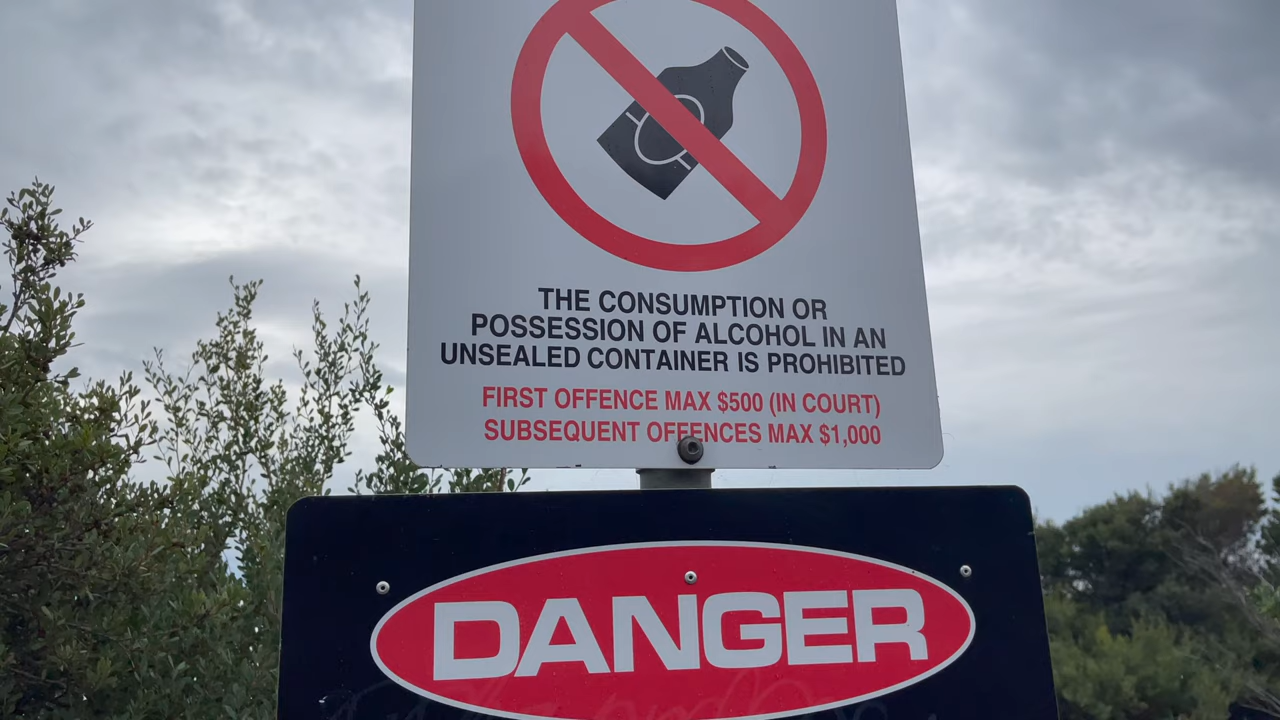 THE CONSUMPTION OR
POSSESSION OF ALCOHOL IN AN
UNSEALED CONTAINER IS PROHIBITED
FIRST OFFENCE MAX $500 (IN COURT)
SUBSEQUENT OFFENCES MAX $1,000
DANGER